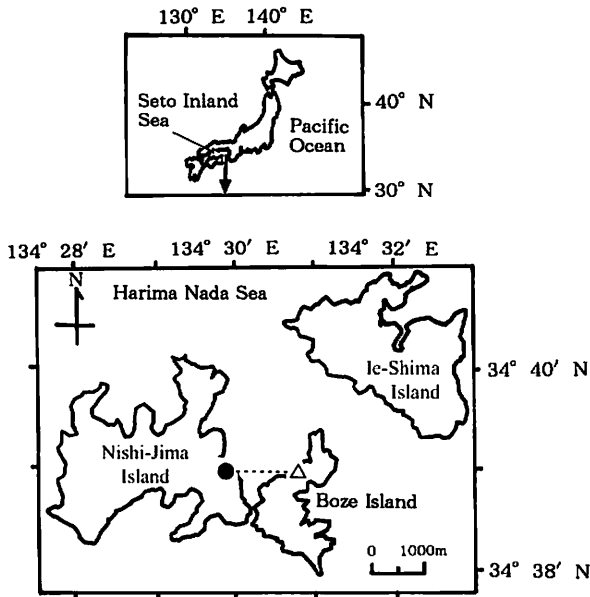 130° E 140° E
Seto Inland
Sea
Pacific
Ocean
40° N
30° N
134° 28′ E 134° 30′ E 134° 32′ E
N
Harima Nada Sea
Ie-Shima
Island
34° 40′ N
Nishi-Jima
Island
Boze Island
0 1000m
34° 38′ N